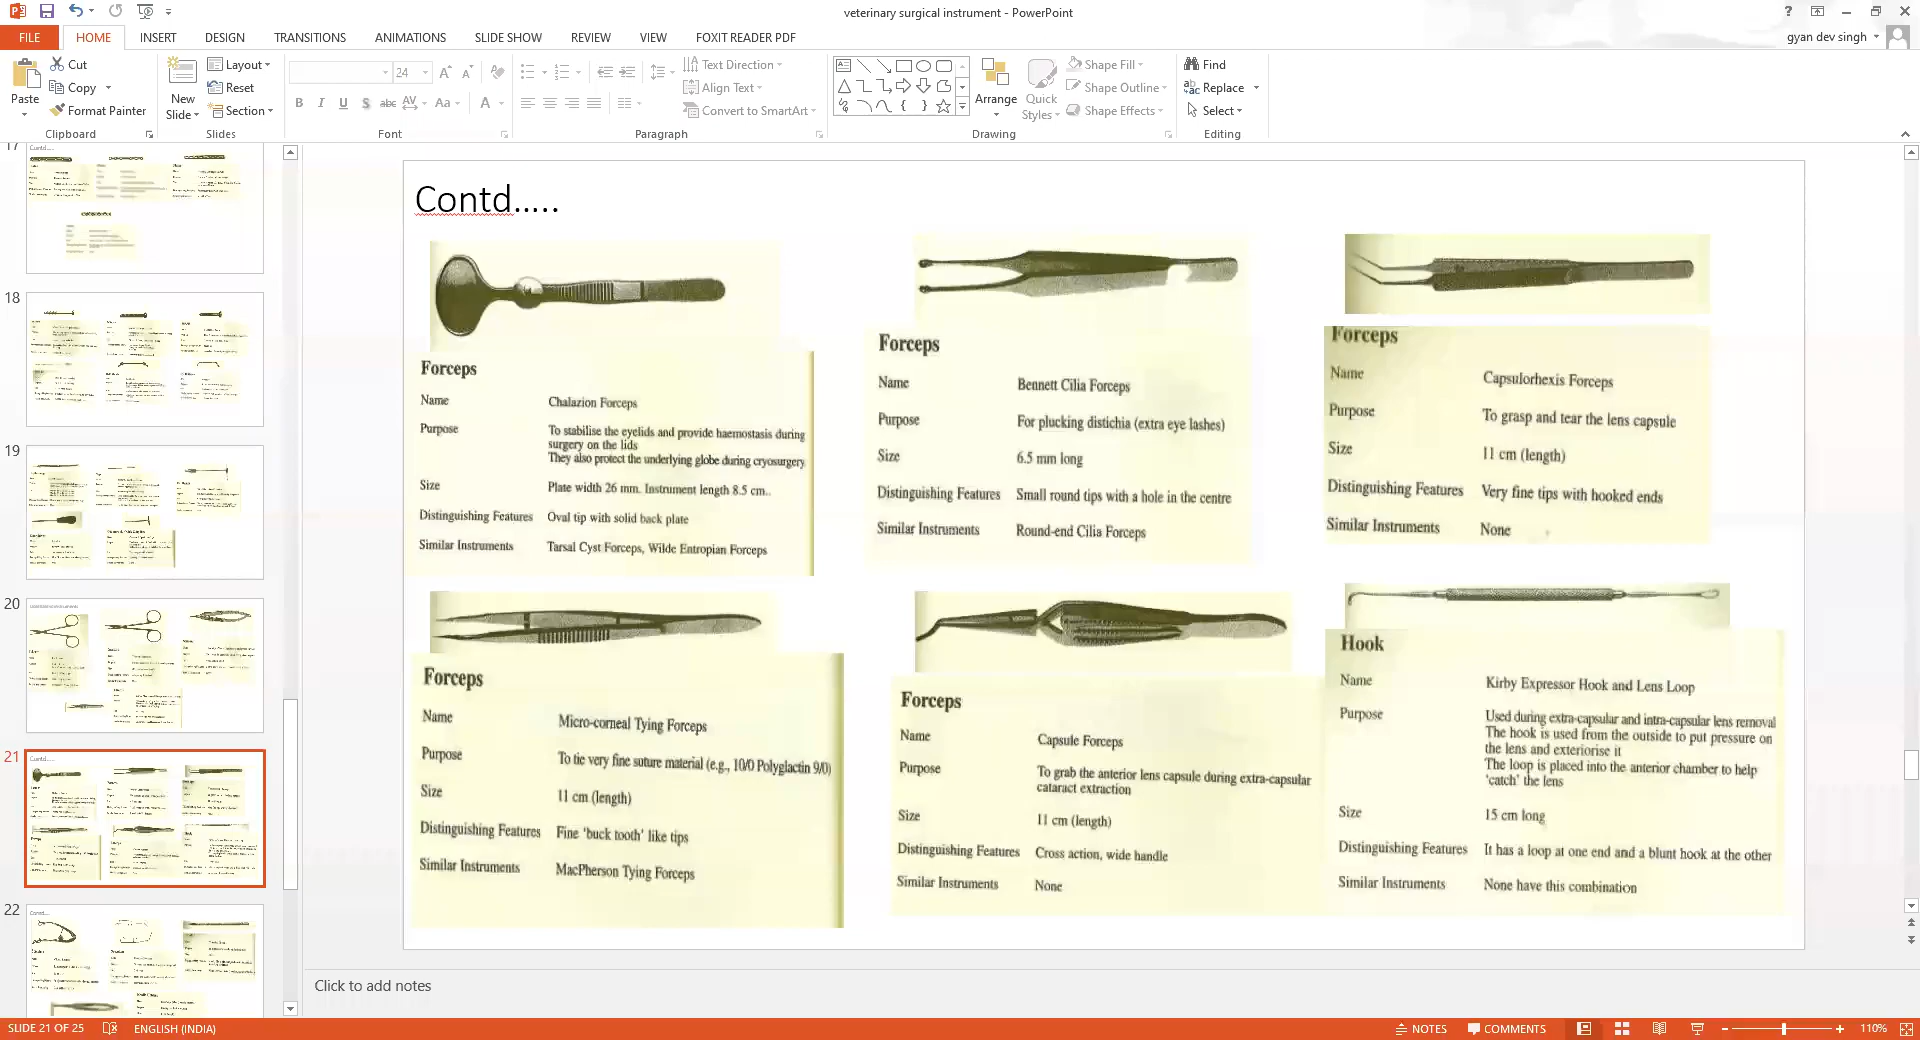 veterinary surgical instrument - PowerPoint
gyan dev singh
FILE HOME INSERT DESIGN TRANSITIONS ANIMATIONS SLIDE SHOW REVIEW VIEW FOXIT READER PDF
Paste
Cut
Copy
Format Painter
Clipboard
New
Slide
Layout
Reset
Section
Slides
24
Font
Text Direction
Align Text
Convert to SmartArt
Paragraph
Arrange
Quick
Styles
Shape Fill
Shape Outline
Shape Effects
Drawing
Find
Replace
Select
Editing
17
18
19
20
21
22
Contd.....
Forceps
Name Chalazion Forceps
Purpose To stabilise the eyelids and provide haemostasis during
surgery on the lids
They also protect the underlying globe during cryosurgery
Size Plate width 26 mm. Instrument length 8.5 cm..
Distinguishing Features Oval tip with solid back plate
Similar Instruments Tarsal Cyst Forceps, Wilde Entropian Forceps
Forceps
Name Bennett Cilia Forceps
Purpose For plucking distichia (extra eye lashes)
Size 6.5 mm long
Distinguishing Features Small round tips with a hole in the centre
Similar Instruments Round-end Cilia Forceps
Forceps
Name Capsulorhexis Forceps
Purpose To grasp and tear the lens capsule
Size 11 cm (length)
Distinguishing Features Very fine tips with hooked ends
Similar Instruments None
Forceps
Name Micro-corneal Tying Forceps
Purpose To tie very fine suture material (e.g., 10/0 Polyglactin 9/0)
Size 11 cm (length)
Distinguishing Features Fine ‘buck tooth’ like tips
Similar Instruments MacPherson Tying Forceps
Forceps
Name Capsule Forceps
Purpose To grab the anterior lens capsule during extra-capsular
cataract extraction
Size 11 cm (length)
Distinguishing Features Cross action, wide handle
Similar Instruments None
Hook
Name Kirby Expressor Hook and Lens Loop
Purpose Used during extra-capsular and intra-capsular lens removal
The hook is used from the outside to put pressure on
the lens and exteriorise it
The loop is placed into the anterior chamber to help
‘catch’ the lens
Size 15 cm long
Distinguishing Features It has a loop at one end and a blunt hook at the other
Similar Instruments None have this combination
Click to add notes
SLIDE 21 OF 25 ENGLISH (INDIA) NOTES COMMENTS 110%